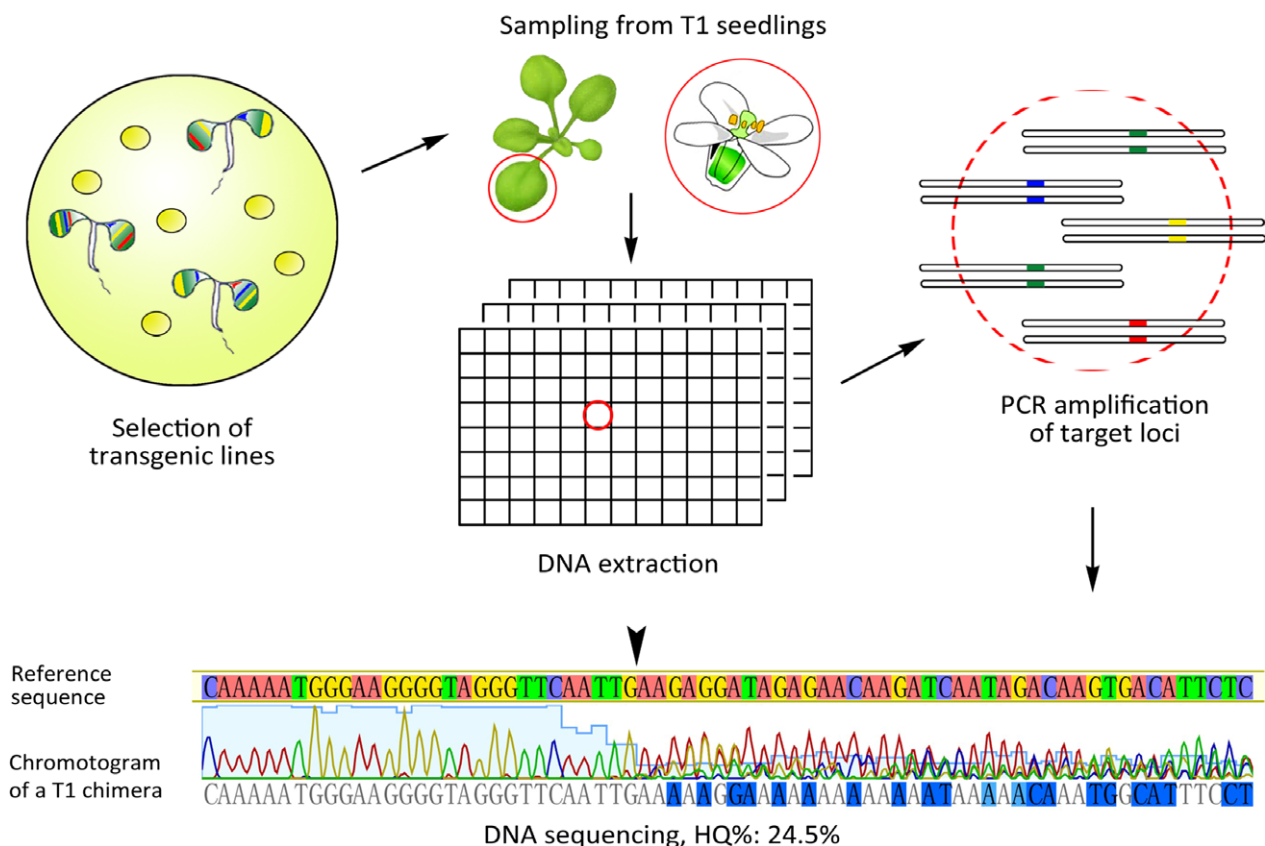 Sampling from T1 seedlings
Selection of
transgenic lines
PCR amplification
of target loci
DNA extraction
Reference
sequence
CAAAAATGGGAAGGGGTAGGGTTCAATTGAAGAGGATAGAGAACAAGATCAATAGACAAGTGACATTCTC
Chromotogram
of a T1 chimera
CAAAAATGGGAAGGGGTAGGGTTCAATTGAAAAAGGAAAAAAAAAAAAATAAAAACAAATGGCATTTCCT
DNA sequencing, HQ%: 24.5%